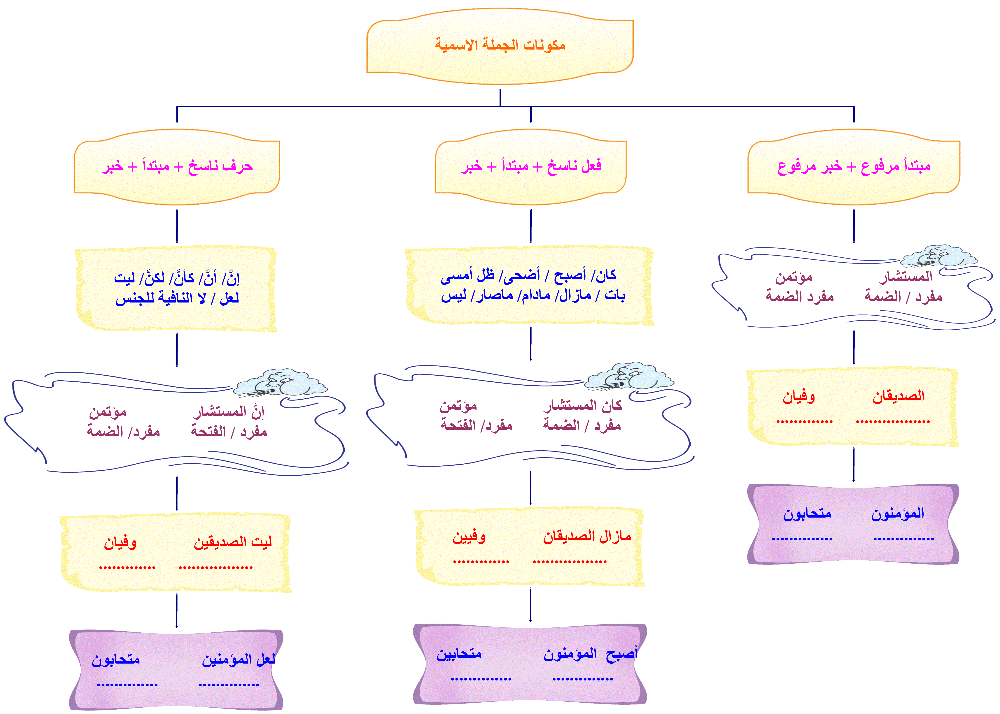 مكونات الجملة الاسمية
مبتدأ مرفوع + خبر مرفوع
المستشار مؤتمن
مفرد / الضمة مفرد الضمة
الصديقان وفيان
................. .............
المؤمنون متحابون
.............. ..............
فعل ناسخ + مبتدأ + خبر
كان/ أصبح / أضحى/ ظل أمسى
بات / مازال/ مادام/ ماصار/ ليس
كان المستشار مؤتمن
مفرد / الضمة مفرد/ الفتحة
مازال الصديقان وفيين
................. .............
أصبح المؤمنون متحابين
.............. ..............
حرف ناسخ + مبتدأ + خبر
إنَّ/ أنَّ/ كأنَّ/ لكنَّ/ ليت
لعل / لا النافية للجنس
إنَّ المستشار مؤتمن
مفرد / الفتحة مفرد/ الضمة
ليت الصديقين وفيان
................. .............
لعل المؤمنين متحابون
.............. ..............